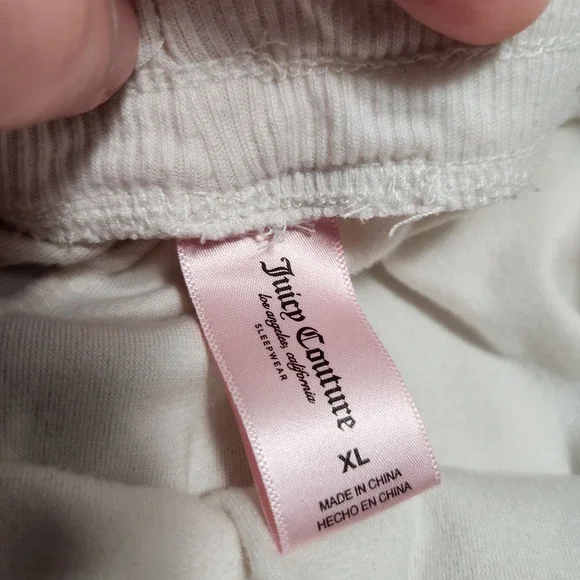 Juicy Couture
los angeles, california
SLEEPWEAR
XL
MADE IN CHINA
HECHO EN CHINA